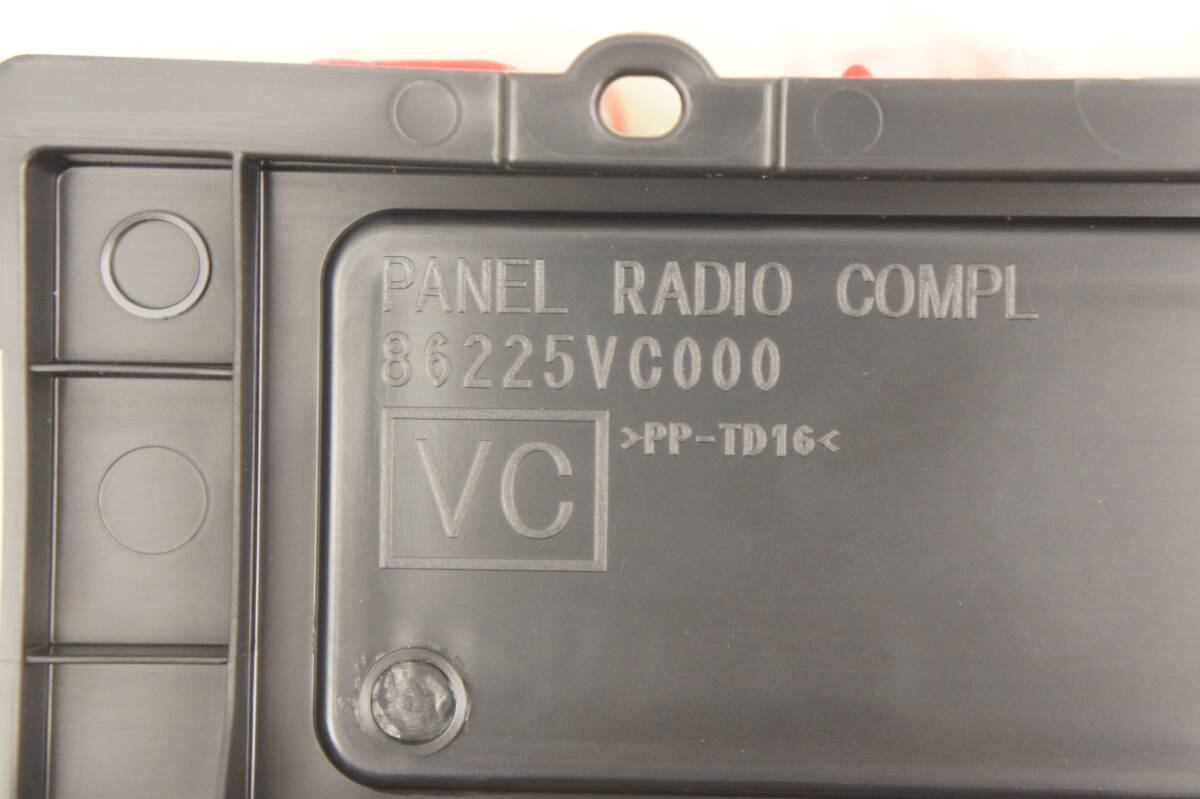 PANEL RADIO COMPL
86225VC000
VC
>PP-TD16<